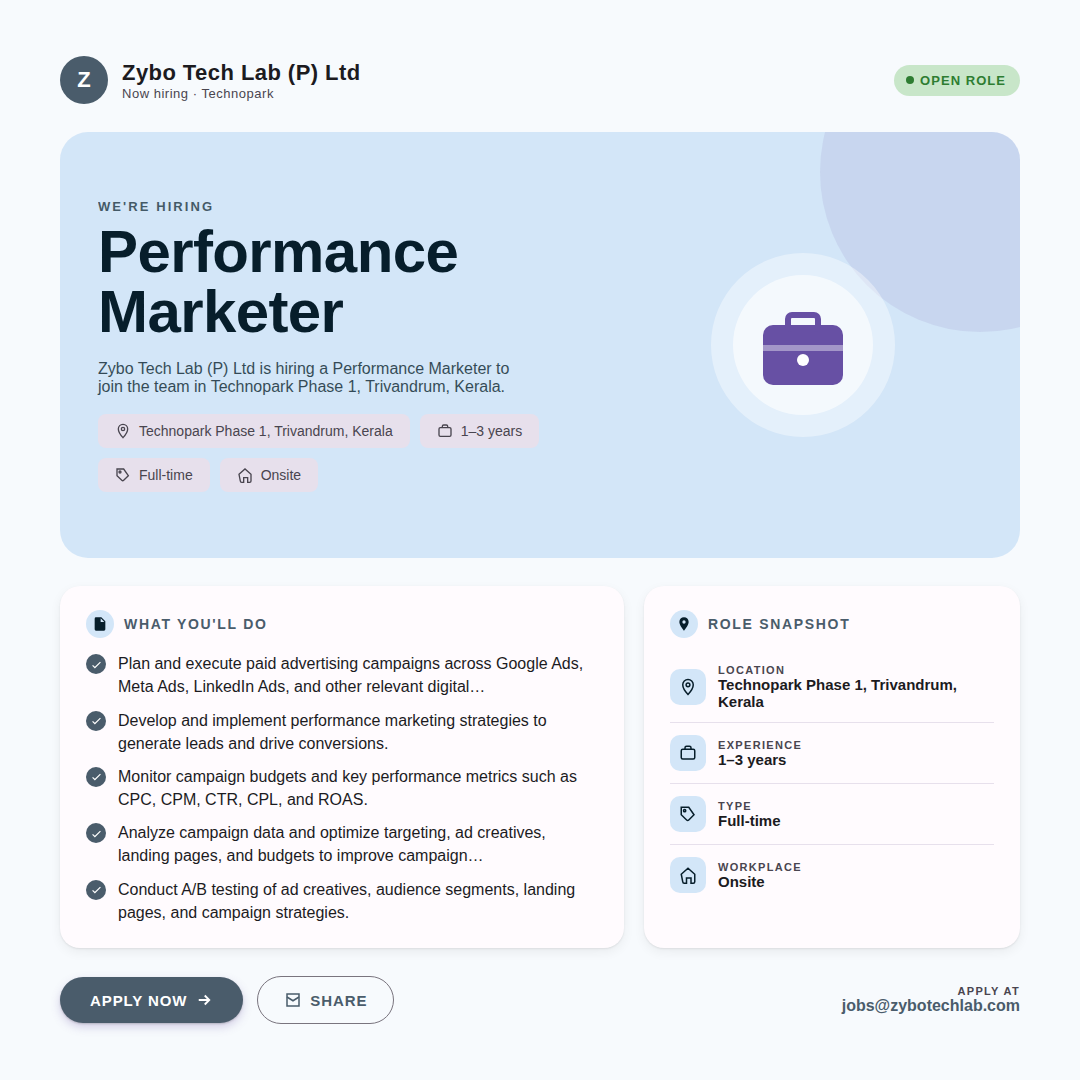 Z
Zybo Tech Lab (P) Ltd
Now hiring · Technopark
OPEN ROLE
WE'RE HIRING
Performance
Marketer
Zybo Tech Lab (P) Ltd is hiring a Performance Marketer to
join the team in Technopark Phase 1, Trivandrum, Kerala.
Technopark Phase 1, Trivandrum, Kerala
1–3 years
Full-time
Onsite
WHAT YOU'LL DO
Plan and execute paid advertising campaigns across Google Ads,
Meta Ads, LinkedIn Ads, and other relevant digital…
Develop and implement performance marketing strategies to
generate leads and drive conversions.
Monitor campaign budgets and key performance metrics such as
CPC, CPM, CTR, CPL, and ROAS.
Analyze campaign data and optimize targeting, ad creatives,
landing pages, and budgets to improve campaign…
Conduct A/B testing of ad creatives, audience segments, landing
pages, and campaign strategies.
ROLE SNAPSHOT
LOCATION
Technopark Phase 1, Trivandrum,
Kerala
EXPERIENCE
1–3 years
TYPE
Full-time
WORKPLACE
Onsite
APPLY NOW
SHARE
APPLY AT
jobs@zybotechlab.com